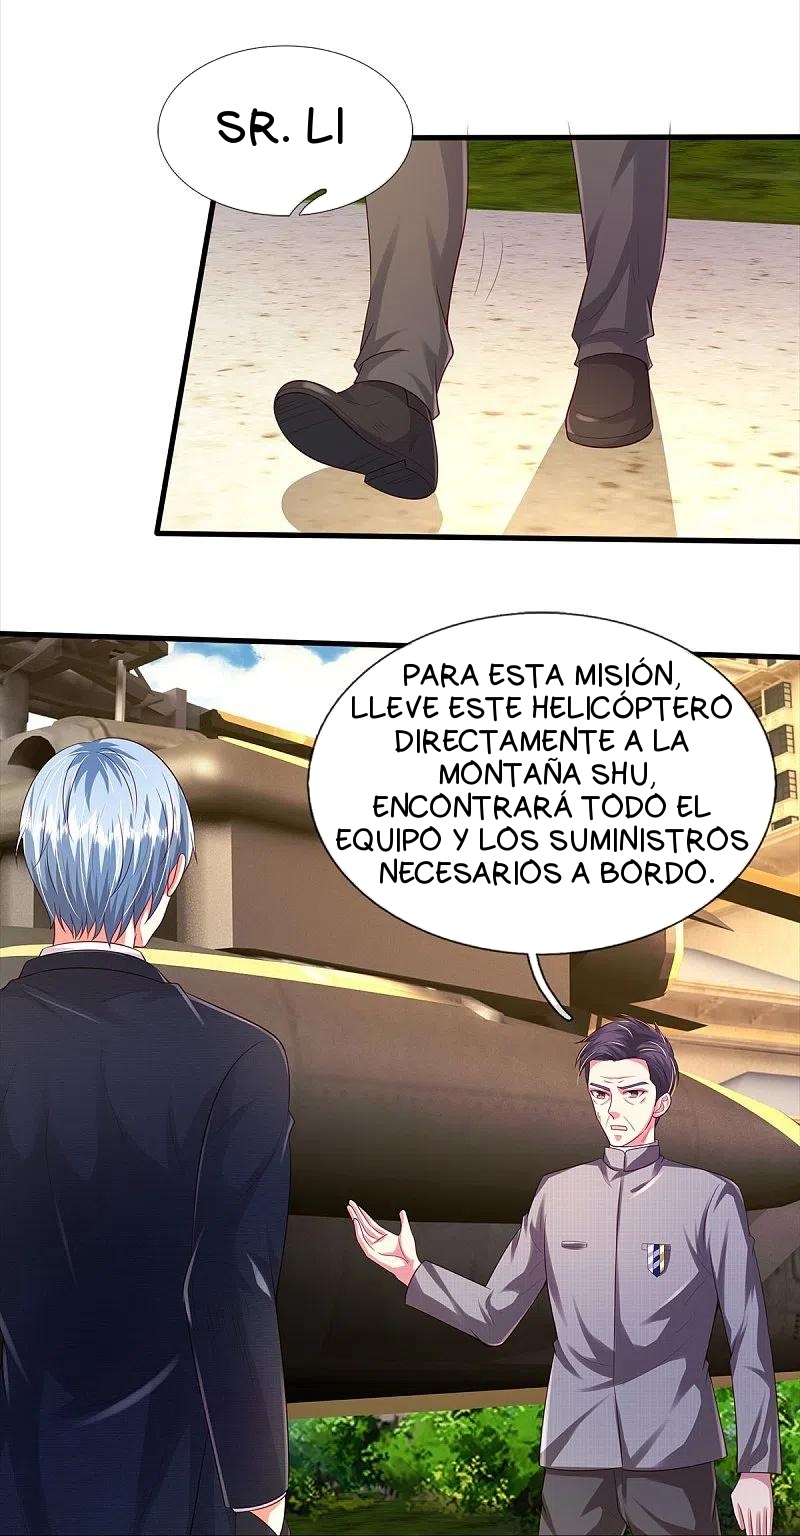 SR. LI
PARA ESTA MISIÓN,
LLEVE ESTE HELICÓPTERO
DIRECTAMENTE A LA
MONTAÑA SHU,
ENCONTRARÁ TODO EL
EQUIPO Y LOS SUMINISTROS
NECESARIOS A BORDO.